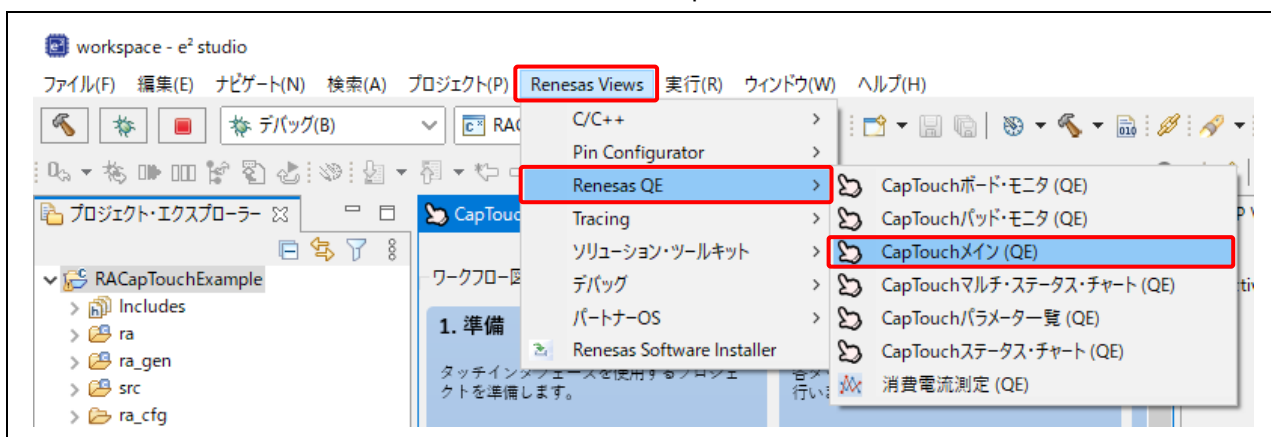 workspace - e² studio
ファイル(F) 編集(E) ナビゲート(N) 検索(A) プロジェクト(P) Renesas Views 実行(R) ウィンドウ(W) ヘルプ(H)
デバッグ(B)
C/C++
Pin Configurator
Renesas QE
Tracing
ソリューション・ツールキット
デバッグ
パートナーOS
Renesas Software Installer
CapTouchボード・モニタ (QE)
CapTouchパッド・モニタ (QE)
CapTouchメイン (QE)
CapTouchマルチ・ステータス・チャート (QE)
CapTouchパラメータ一覧 (QE)
CapTouchステータス・チャート (QE)
消費電流測定 (QE)
プロジェクト・エクスプローラー
RACapTouchExample
Includes
ra
ra_gen
src
ra_cfg
1. 準備
タッチインタフェースを使用するプロジェ
クトを準備します。